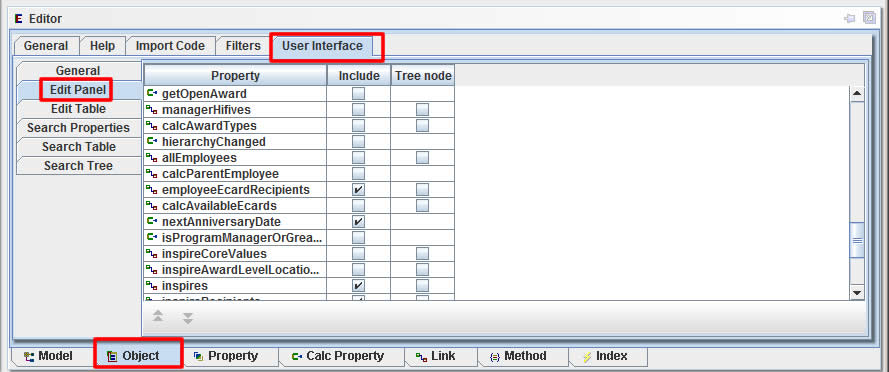 Editor
General Help Import Code Filters User Interface
General
Edit Panel
Edit Table
Search Properties
Search Table
Search Tree
Property Include Tree node
getOpenAward
managerHifives
calcAwardTypes
hierarchyChanged
allEmployees
calcParentEmployee
employeeEcardRecipients
calcAvailableEcards
nextAnniversaryDate
isProgramManagerOrGrea...
inspireCoreValues
inspireAwardLevelLocatio...
inspires
Model Object Property Calc Property Link Method Index